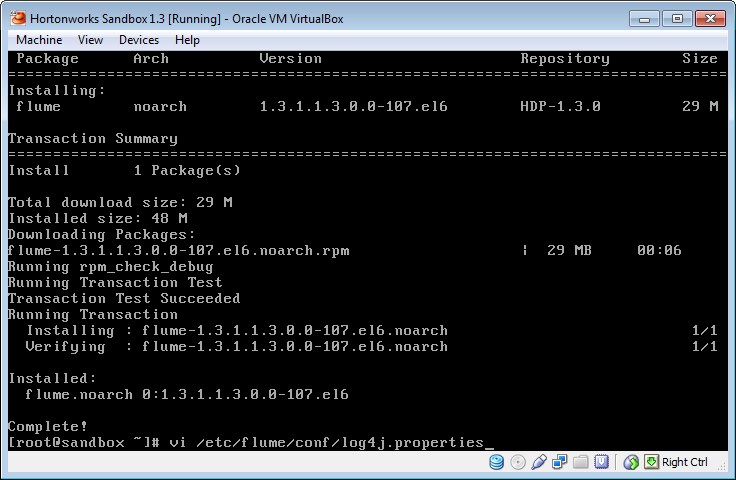 Hortonworks Sandbox 1.3 [Running] - Oracle VM VirtualBox
Machine View Devices Help
Package Arch Version Repository Size
================================================================================
Installing:
flume noarch 1.3.1.1.3.0.0-107.el6 HDP-1.3.0 29 M
Transaction Summary
================================================================================
Install 1 Package(s)
Total download size: 29 M
Installed size: 48 M
Downloading Packages:
flume-1.3.1.1.3.0.0-107.el6.noarch.rpm | 29 MB 00:06
Running rpm_check_debug
Running Transaction Test
Transaction Test Succeeded
Running Transaction
Installing : flume-1.3.1.1.3.0.0-107.el6.noarch 1/1
Verifying : flume-1.3.1.1.3.0.0-107.el6.noarch 1/1
Installed:
flume.noarch 0:1.3.1.1.3.0.0-107.el6
Complete!
[root@sandbox ~]# vi /etc/flume/conf/log4j.properties_
Right Ctrl